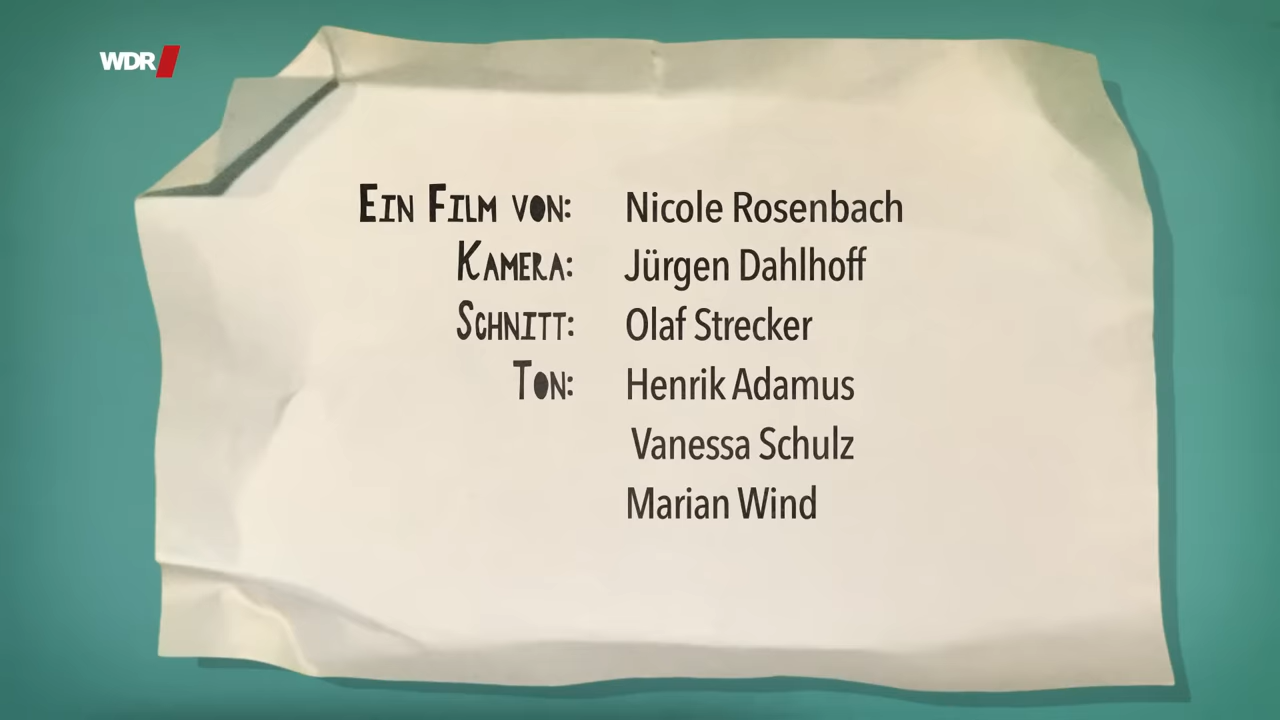 WDR
Ein Film von: Nicole Rosenbach
Kamera: Jürgen Dahlhoff
Schnitt: Olaf Strecker
Ton: Henrik Adamus
Vanessa Schulz
Marian Wind